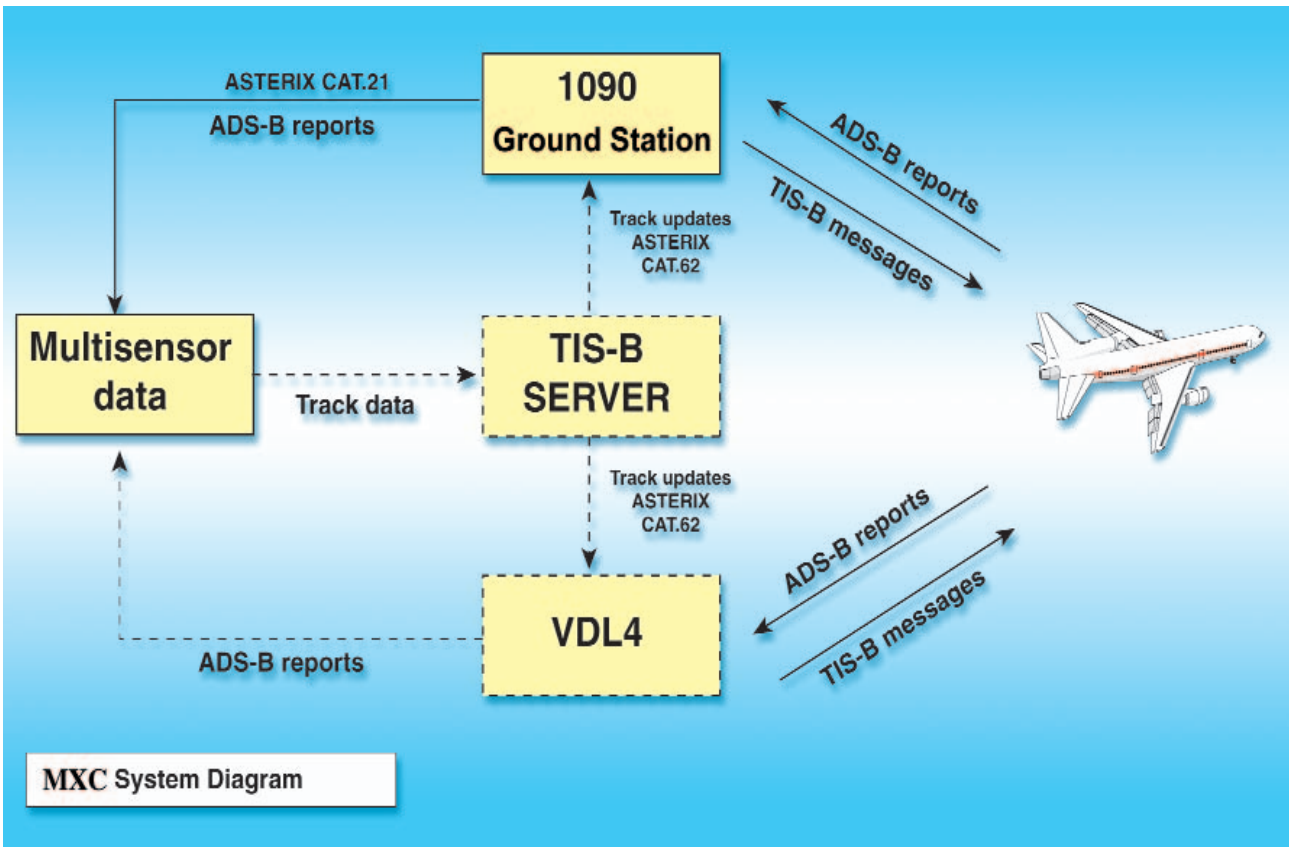 ASTERIX CAT.21
ADS-B reports
1090
Ground Station
ADS-B reports
TIS-B messages
Track updates
ASTERIX
CAT.62
Multisensor
data
Track data
TIS-B
SERVER
Track updates
ASTERIX
CAT.62
ADS-B reports
TIS-B messages
VDL4
ADS-B reports
MXC System Diagram